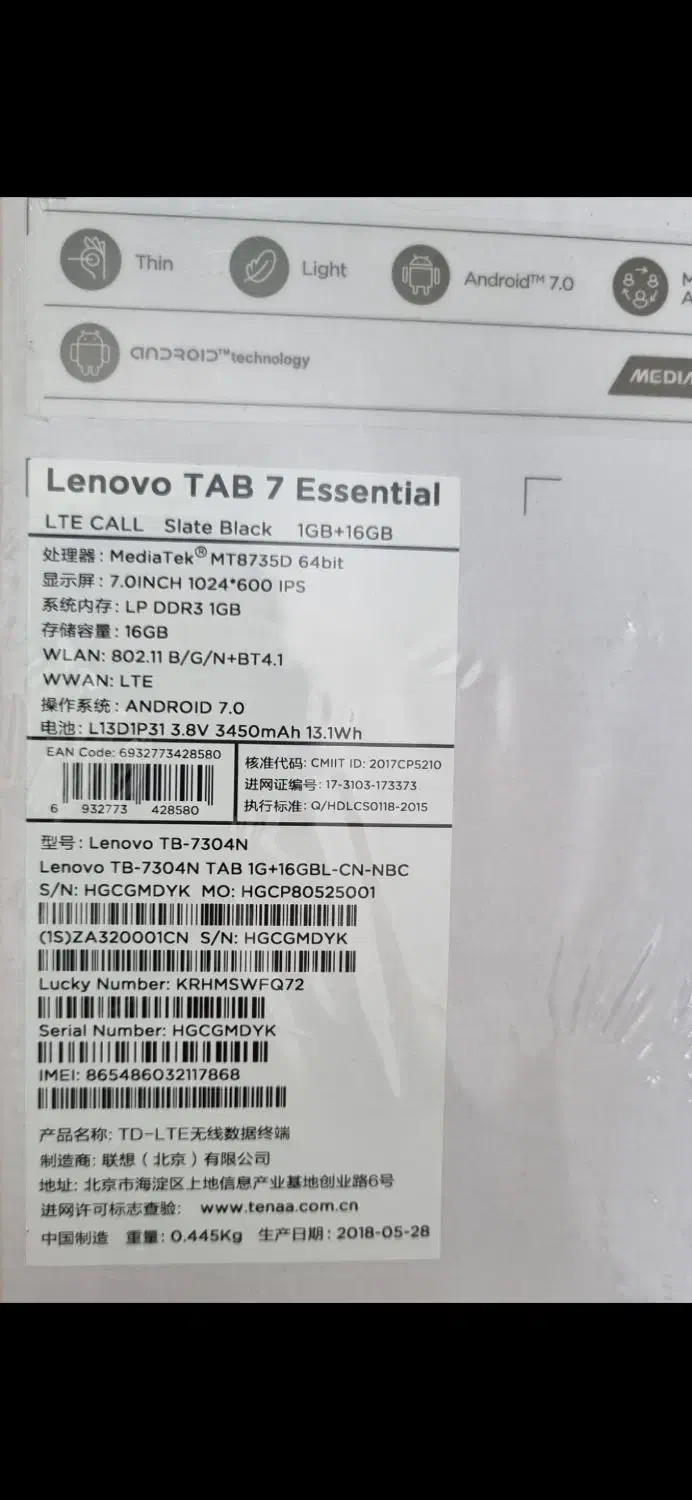 Thin
Light
Android™ 7.0
ANDROID™technology
Lenovo TAB 7 Essential
LTE CALL Slate Black 1GB+16GB
处理器: MediaTek® MT8735D 64bit
显示屏: 7.0INCH 1024*600 IPS
系统内存: LP DDR3 1GB
存储容量: 16GB
WLAN: 802.11 B/G/N+BT4.1
WWAN: LTE
操作系统: ANDROID 7.0
电池: L13D1P31 3.8V 3450mAh 13.1Wh
EAN Code: 6932773428580
6 932773 428580
核准代码: CMIIT ID: 2017CP5210
进网证编号: 17-3103-173373
执行标准: Q/HDLCS0118-2015
型号: Lenovo TB-7304N
Lenovo TB-7304N TAB 1G+16GBL-CN-NBC
S/N: HGCGMDYK MO: HGCP80525001
(1S)ZA320001CN S/N: HGCGMDYK
Lucky Number: KRHMSWFQ72
Serial Number: HGCGMDYK
IMEI: 865486032117868
产品名称: TD-LTE无线数据终端
制造商: 联想（北京）有限公司
地址: 北京市海淀区上地信息产业基地创业路6号
进网许可标志查验: www.tenaa.com.cn
中国制造 重量: 0.445Kg 生产日期: 2018-05-28